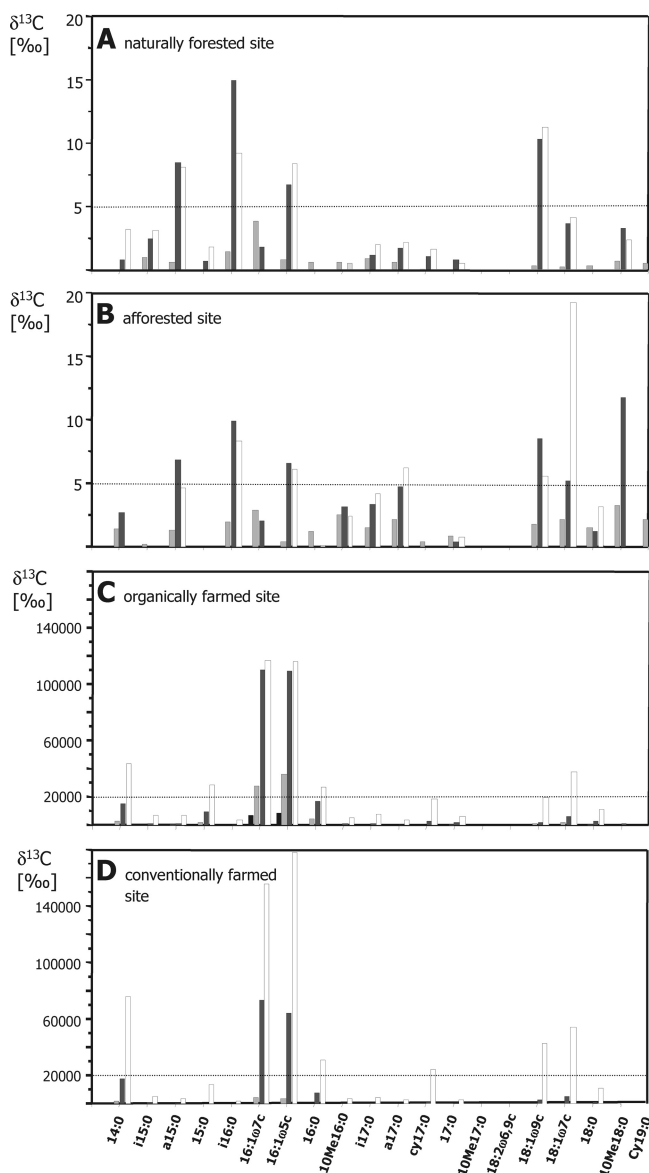 δ¹³C
[‰]
20
15
10
5
A naturally forested site
δ¹³C
[‰]
20
15
10
5
0
B afforested site
δ¹³C
[‰]
140000
100000
60000
20000
C organically farmed site
δ¹³C
[‰]
140000
100000
60000
20000
0
D conventionally farmed
site
14:0
i15:0
a15:0
15:0
i16:0
16:1ω7c
16:1ω5c
16:0
10Me16:0
i17:0
a17:0
cy17:0
17:0
10Me17:0
18:2ω6,9c
18:1ω9c
18:1ω7c
18:0
10Me18:0
Cy19:0